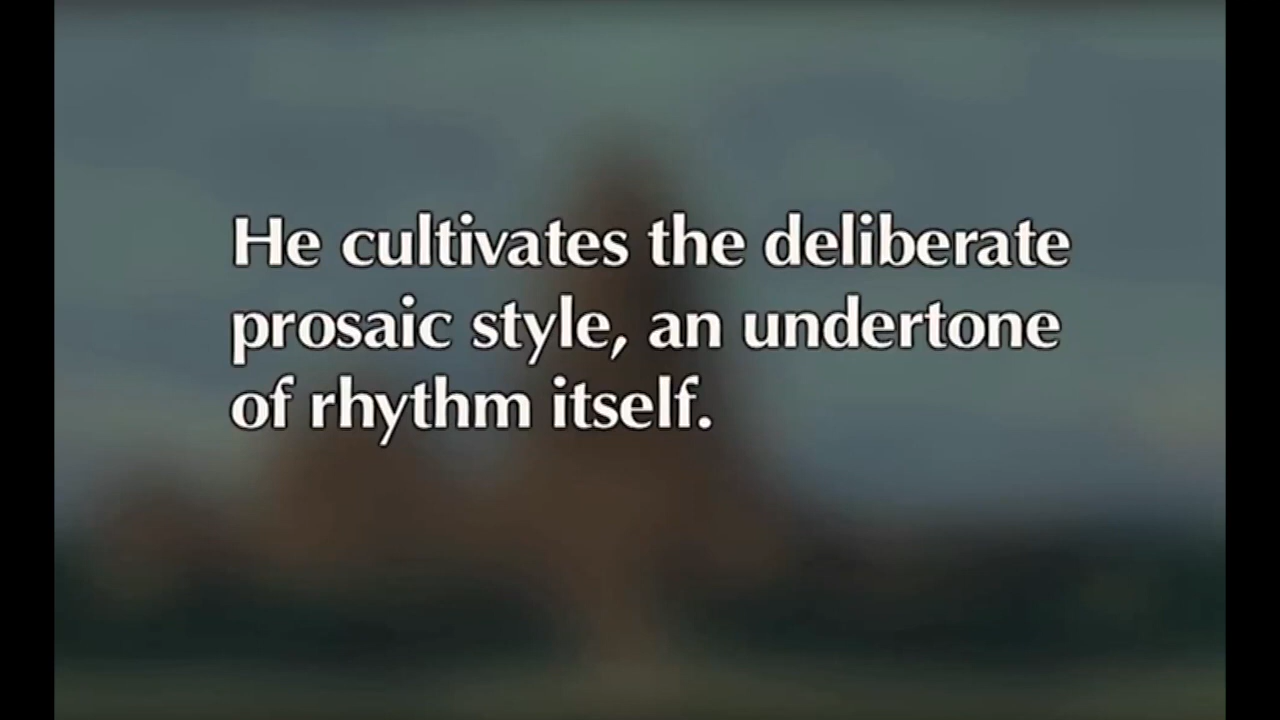 He cultivates the deliberate
prosaic style, an undertone
of rhythm itself.